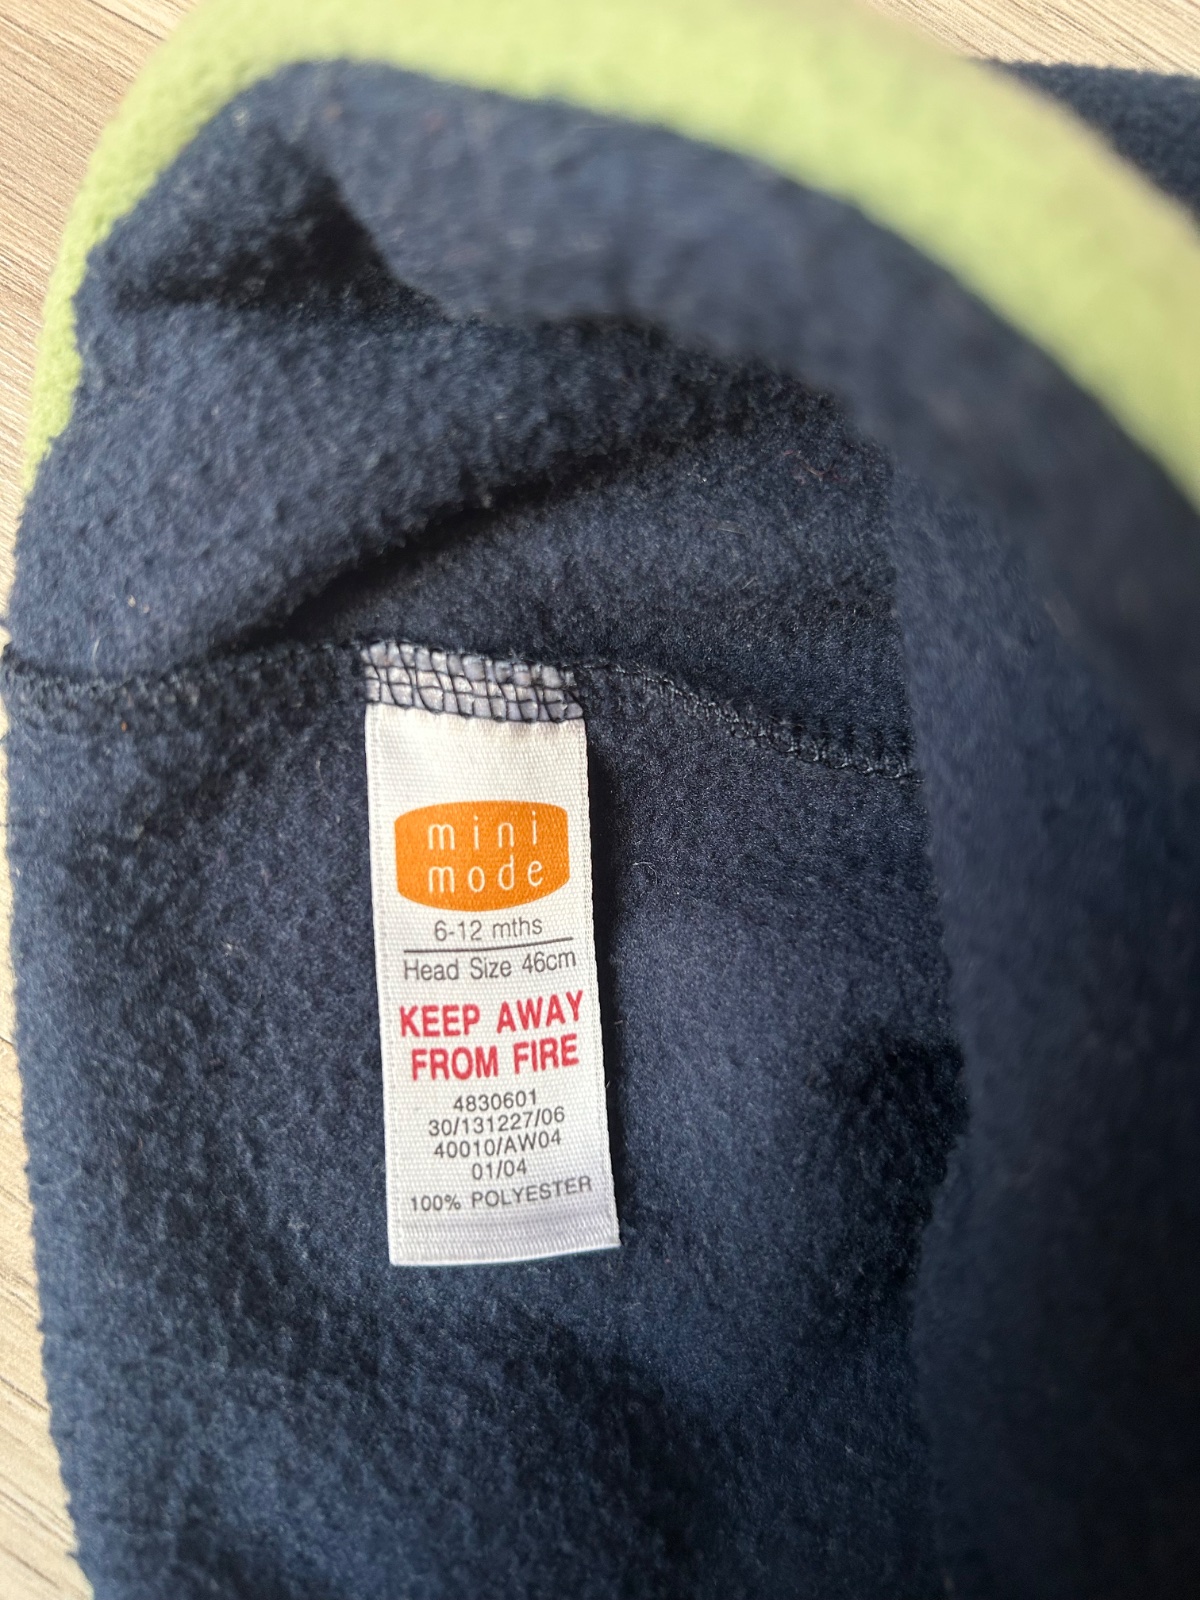 mini
mode
6-12 mths
Head Size 46cm
KEEP AWAY
FROM FIRE
4830601
30/131227/06
40010/AW04
01/04
100% POLYESTER